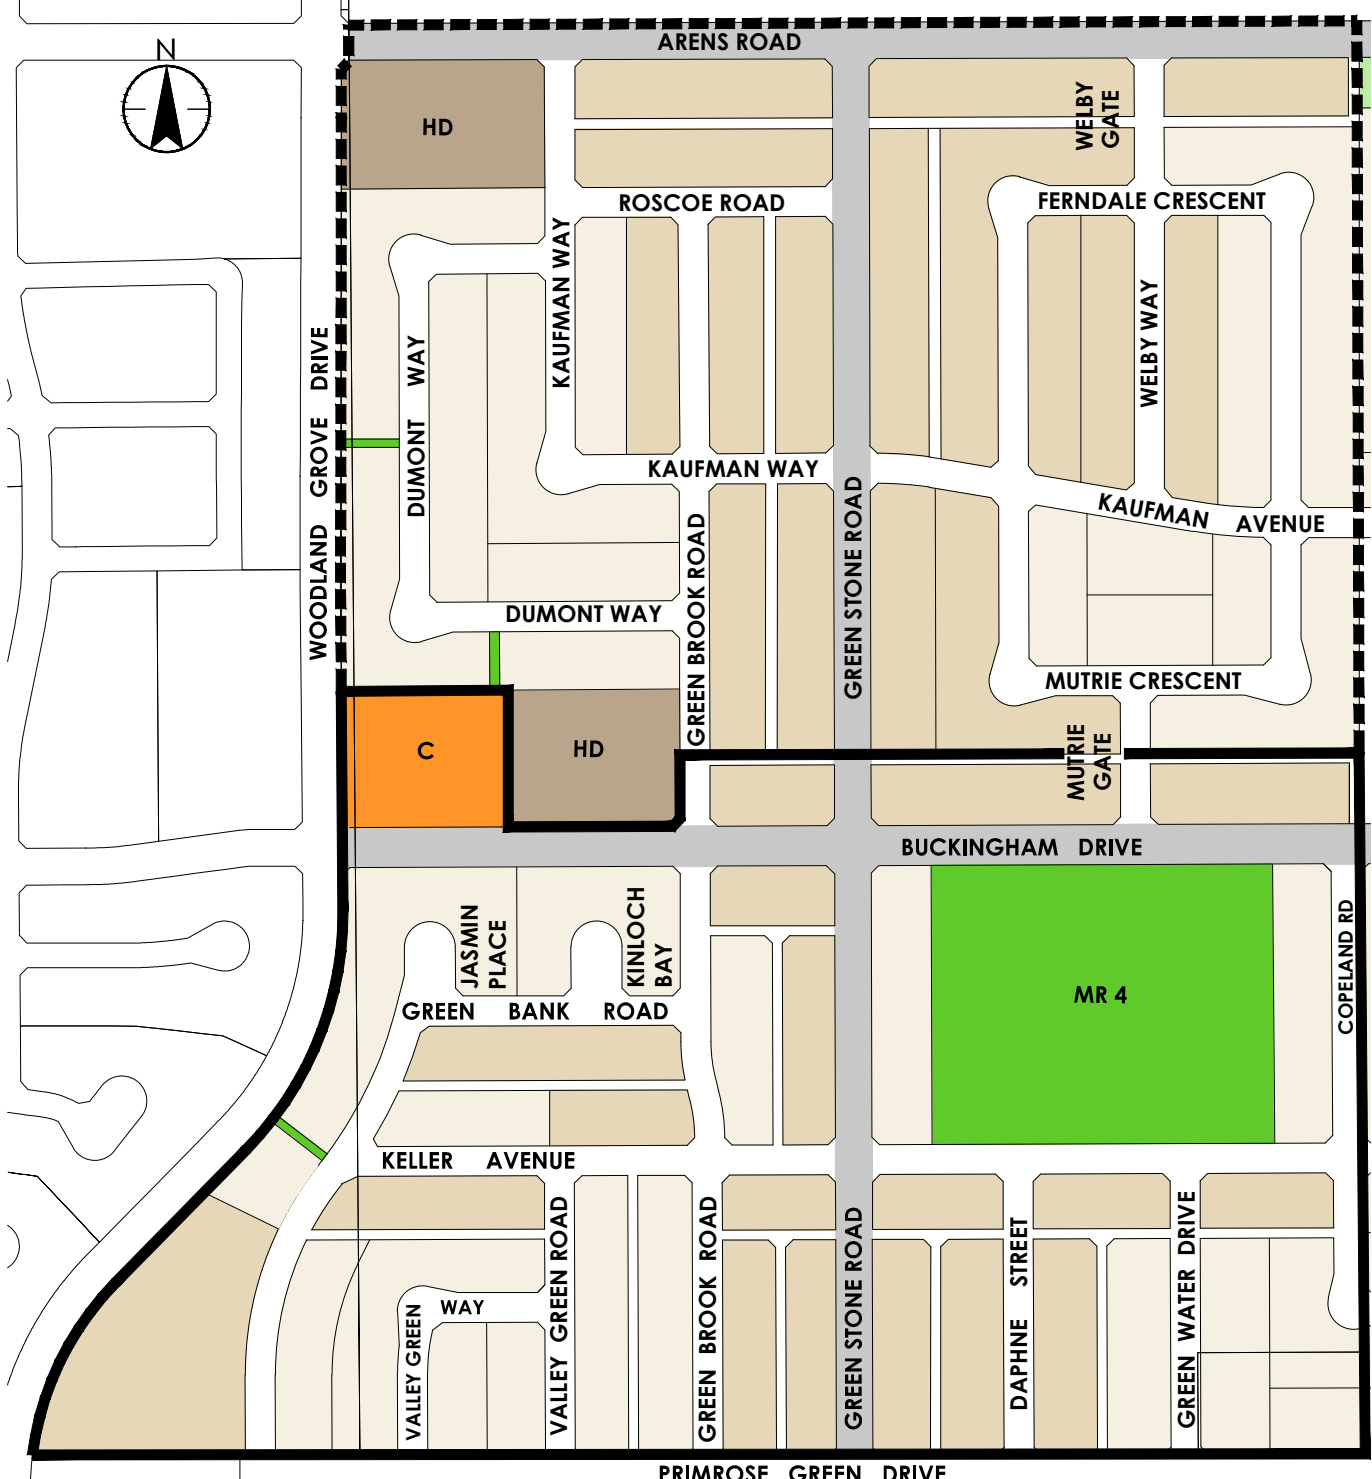 ARENS ROAD
N
HD
WELBY
GATE
ROSCOE ROAD
FERNDALE CRESCENT
KAUFMAN WAY
WELBY WAY
WOODLAND GROVE DRIVE
DUMONT WAY
KAUFMAN WAY
KAUFMAN AVENUE
GREEN STONE ROAD
GREEN BROOK ROAD
DUMONT WAY
MUTRIE CRESCENT
C
HD
MUTRIE
GATE
BUCKINGHAM DRIVE
JASMIN
PLACE
KINLOCH
BAY
COPELAND RD
MR 4
GREEN BANK ROAD
KELLER AVENUE
VALLEY GREEN
WAY
VALLEY GREEN ROAD
GREEN BROOK ROAD
GREEN STONE ROAD
DAPHNE STREET
GREEN WATER DRIVE
PRIMROSE GREEN DRIVE